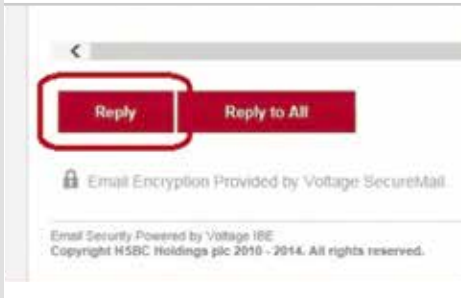 Reply
Reply to All
Email Encryption Provided by Voltage SecureMail
Email Security Powered by Voltage IBE
Copyright HSBC Holdings plc 2010 - 2014. All rights reserved.